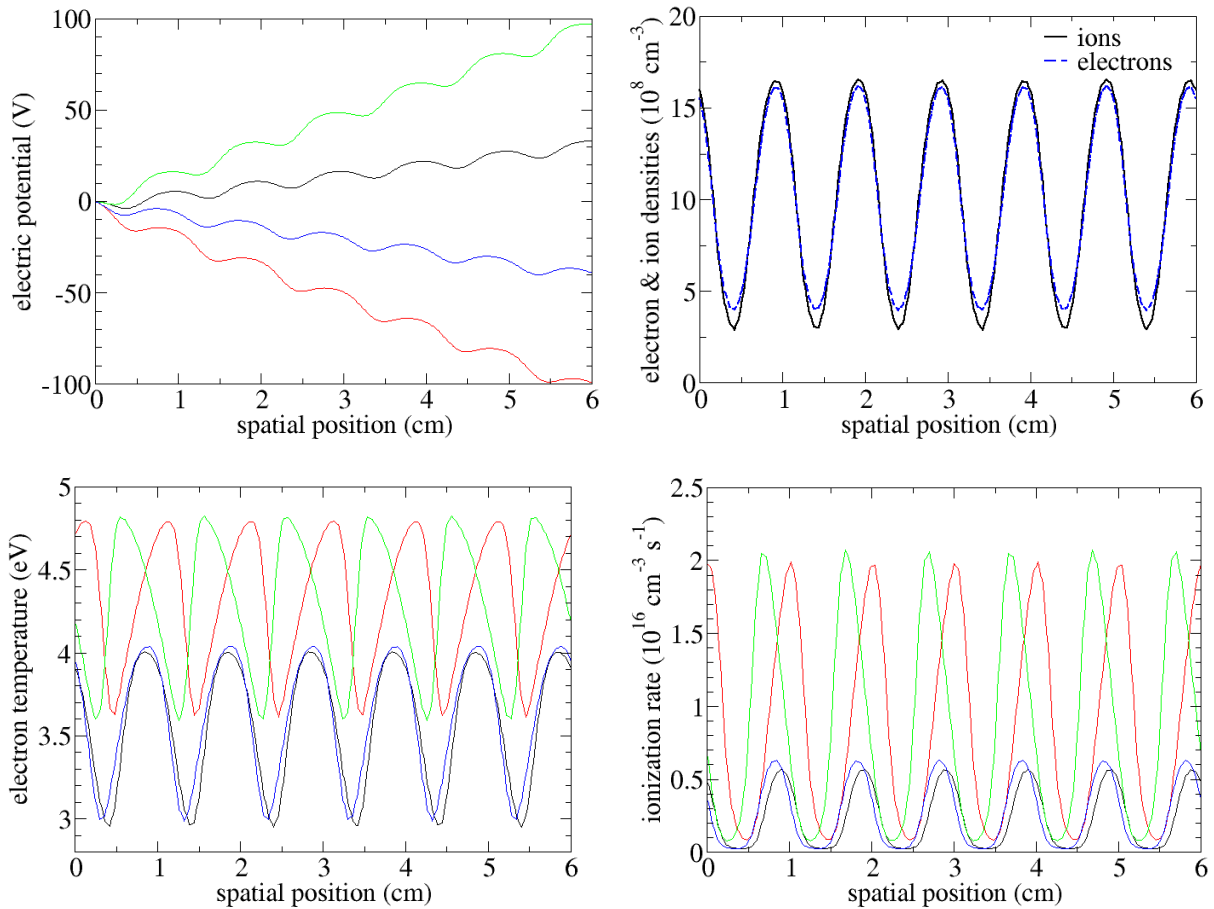 100
50
0
-50
-100
electric potential (V)
0 1 2 3 4 5 6
spatial position (cm)
20
15
10
5
0
electron & ion densities (10^8 cm^-3)
ions
electrons
0 1 2 3 4 5 6
spatial position (cm)
5
4.5
4
3.5
3
electron temperature (eV)
0 1 2 3 4 5 6
spatial position (cm)
2.5
2
1.5
1
0.5
0
ionization rate (10^16 cm^-3 s^-1)
0 1 2 3 4 5 6
spatial position (cm)